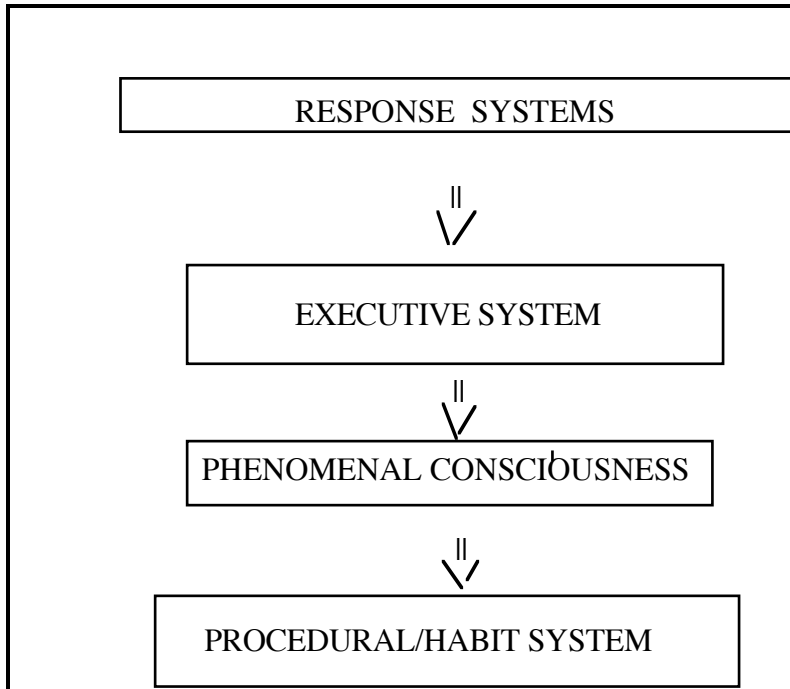 RESPONSE SYSTEMS
EXECUTIVE SYSTEM
PHENOMENAL CONSCIOUSNESS
PROCEDURAL/HABIT SYSTEM